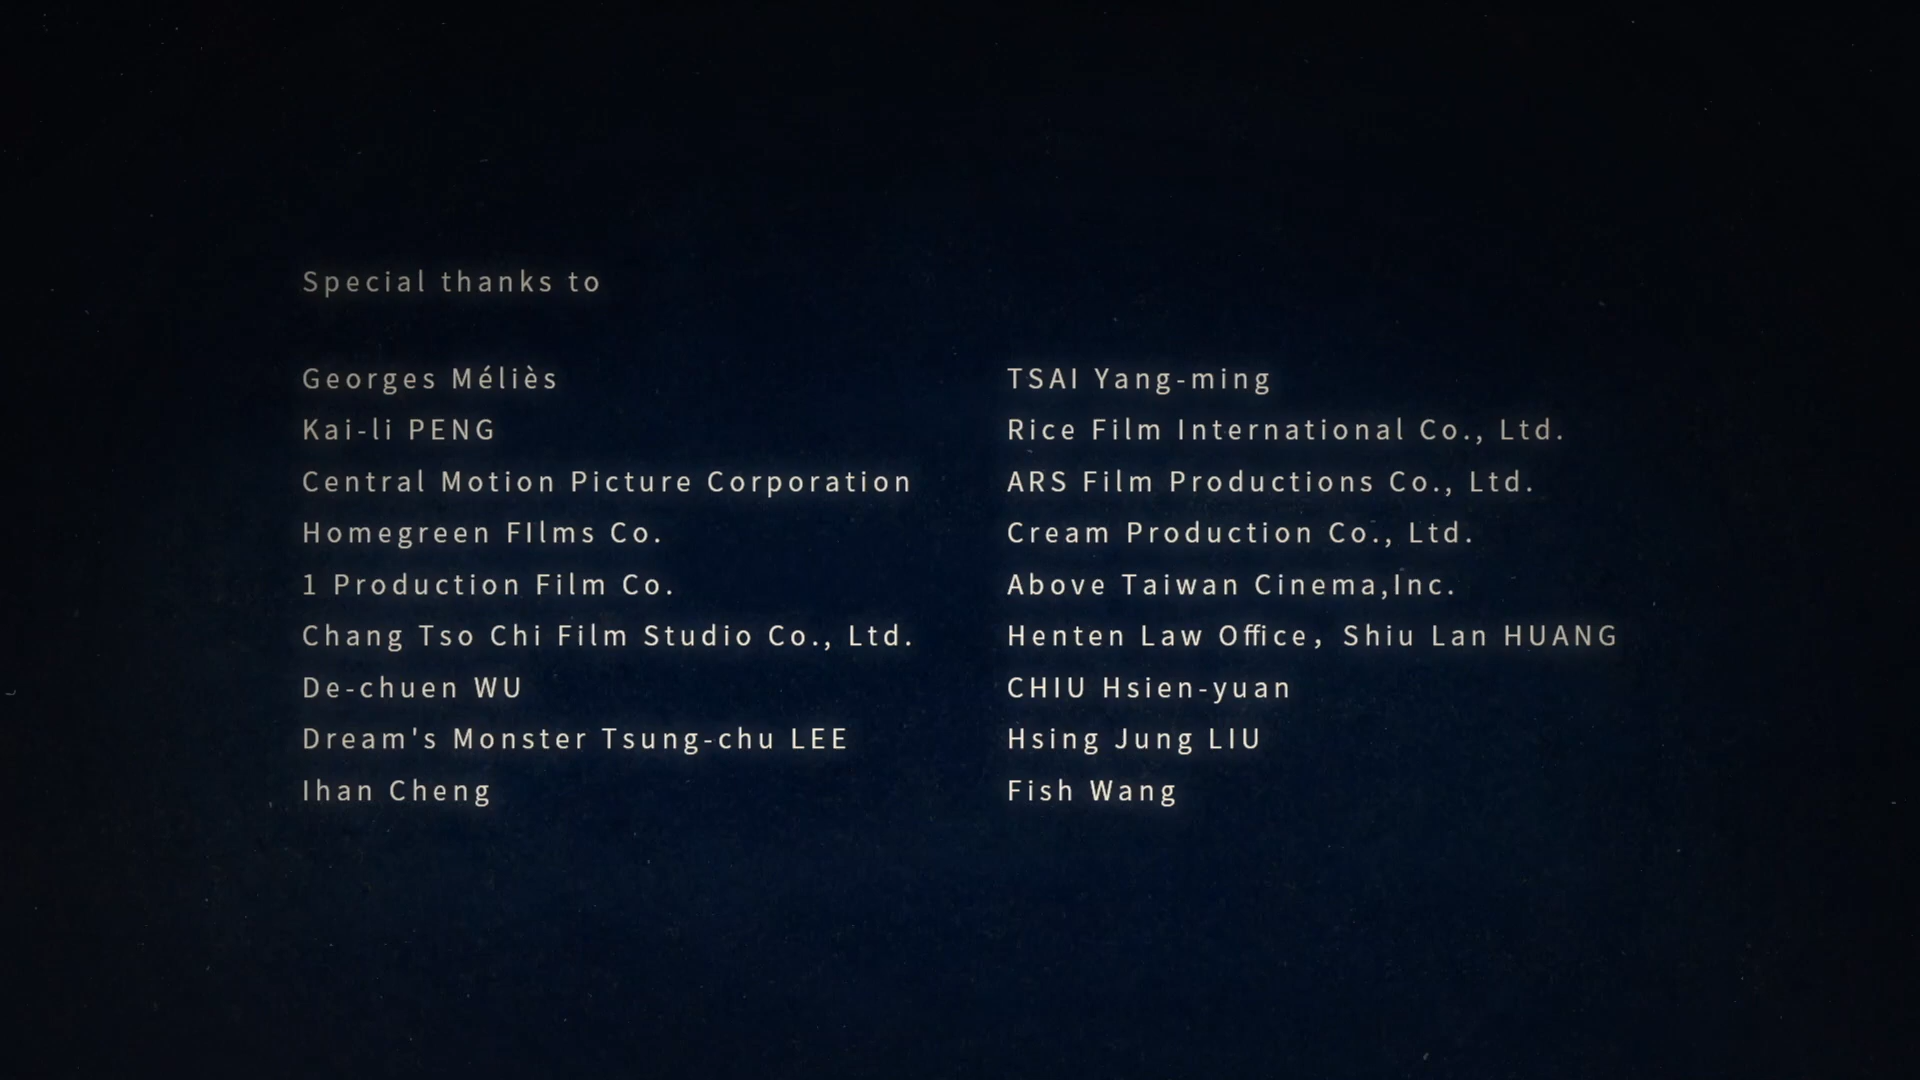 Special thanks to
Georges Méliès
Kai-li PENG
Central Motion Picture Corporation
Homegreen FIlms Co.
1 Production Film Co.
Chang Tso Chi Film Studio Co., Ltd.
De-chuen WU
Dream's Monster Tsung-chu LEE
Ihan Cheng
TSAI Yang-ming
Rice Film International Co., Ltd.
ARS Film Productions Co., Ltd.
Cream Production Co., Ltd.
Above Taiwan Cinema,Inc.
Henten Law Office, Shiu Lan HUANG
CHIU Hsien-yuan
Hsing Jung LIU
Fish Wang